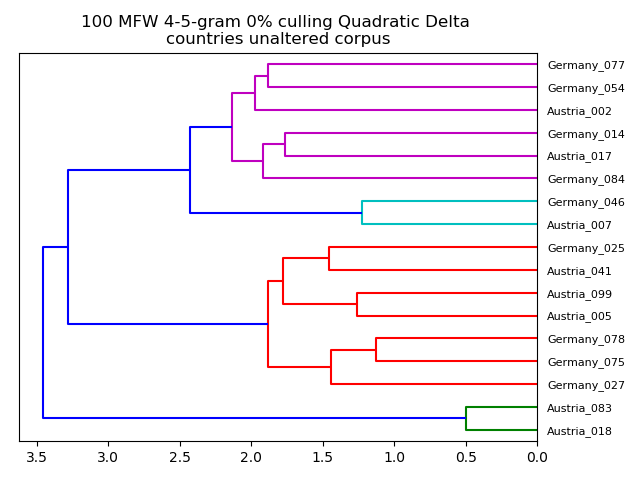 100 MFW 4-5-gram 0% culling Quadratic Delta
countries unaltered corpus
Germany_077
Germany_054
Austria_002
Germany_014
Austria_017
Germany_084
Germany_046
Austria_007
Germany_025
Austria_041
Austria_099
Austria_005
Germany_078
Germany_075
Germany_027
Austria_083
Austria_018
3.5 3.0 2.5 2.0 1.5 1.0 0.5 0.0